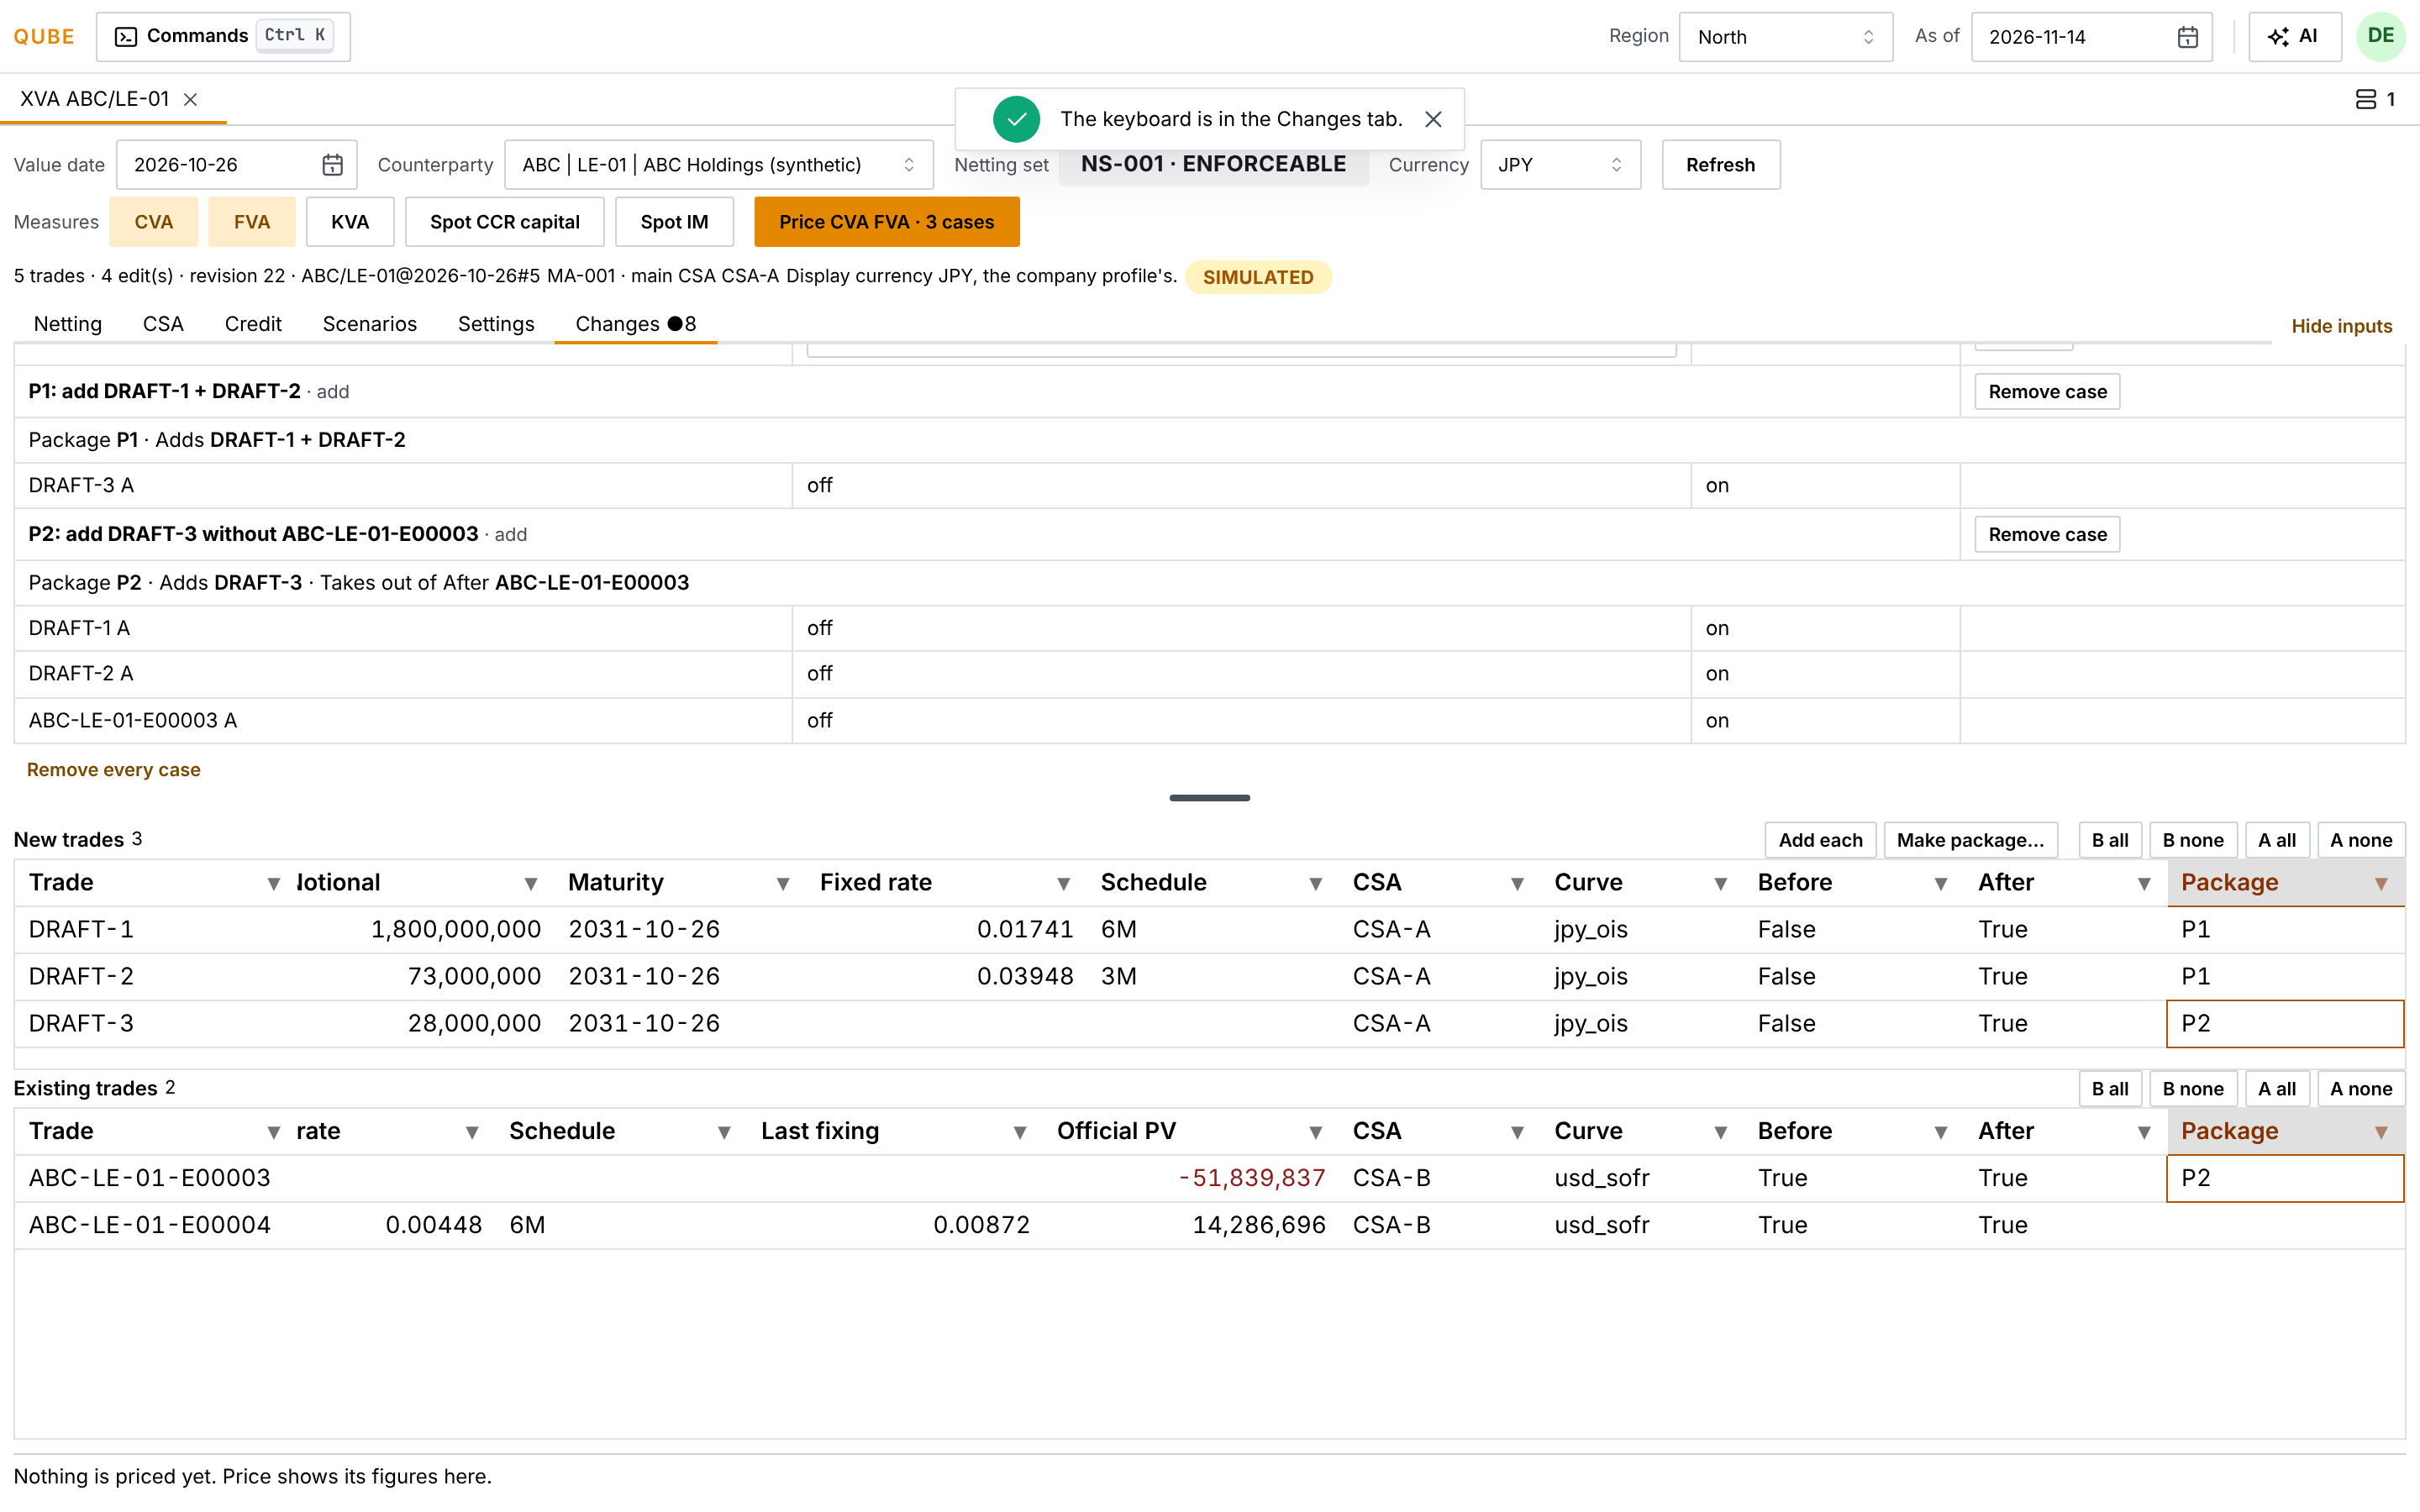 QUBE Commands Ctrl K Region North As of 2026-11-14 AI DE
XVA ABC/LE-01 1
The keyboard is in the Changes tab.
Value date 2026-10-26 Counterparty ABC | LE-01 | ABC Holdings (synthetic) Netting set NS-001 · ENFORCEABLE Currency JPY Refresh
Measures CVA FVA KVA Spot CCR capital Spot IM Price CVA FVA · 3 cases
5 trades · 4 edit(s) · revision 22 · ABC/LE-01@2026-10-26#5 MA-001 · main CSA CSA-A Display currency JPY, the company profile's. SIMULATED
Netting CSA Credit Scenarios Settings Changes ●8 Hide inputs
P1: add DRAFT-1 + DRAFT-2 · add Remove case
Package P1 · Adds DRAFT-1 + DRAFT-2
DRAFT-3 A off on
P2: add DRAFT-3 without ABC-LE-01-E00003 · add Remove case
Package P2 · Adds DRAFT-3 · Takes out of After ABC-LE-01-E00003
DRAFT-1 A off on
DRAFT-2 A off on
ABC-LE-01-E00003 A off on
Remove every case
New trades 3 Add each Make package... B all B none A all A none
Trade Notional Maturity Fixed rate Schedule CSA Curve Before After Package
DRAFT-1 1,800,000,000 2031-10-26 0.01741 6M CSA-A jpy_ois False True P1
DRAFT-2 73,000,000 2031-10-26 0.03948 3M CSA-A jpy_ois False True P1
DRAFT-3 28,000,000 2031-10-26 CSA-A jpy_ois False True P2
Existing trades 2 B all B none A all A none
Trade rate Schedule Last fixing Official PV CSA Curve Before After Package
ABC-LE-01-E00003 -51,839,837 CSA-B usd_sofr True True P2
ABC-LE-01-E00004 0.00448 6M 0.00872 14,286,696 CSA-B usd_sofr True True
Nothing is priced yet. Price shows its figures here.